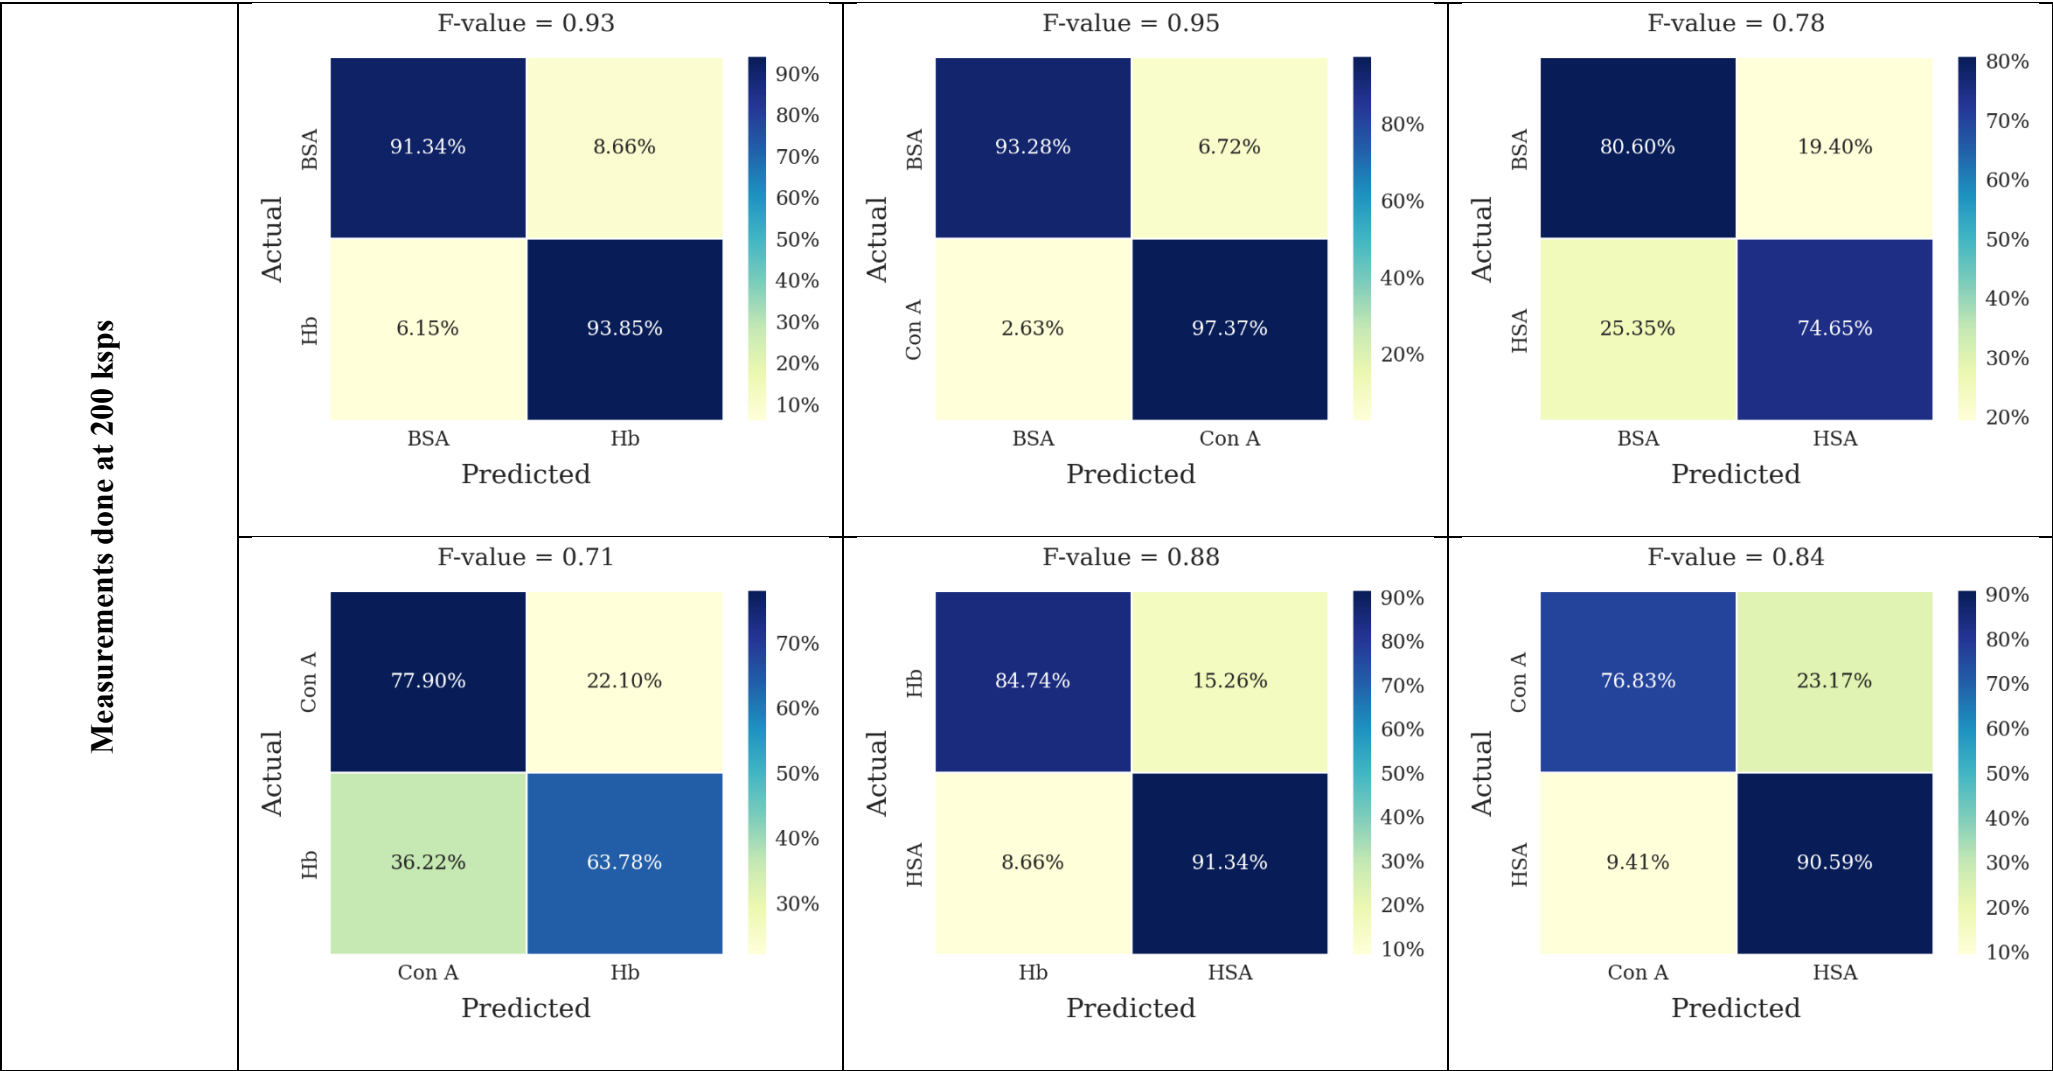 Measurements done at 200 ksps
F-value = 0.93
90%
80%
70%
60%
50%
40%
30%
20%
10%
Actual
BSA
91.34%
8.66%
Hb
6.15%
93.85%
BSA
Hb
Predicted
F-value = 0.95
80%
60%
40%
20%
Actual
BSA
93.28%
6.72%
Con A
2.63%
97.37%
BSA
Con A
Predicted
F-value = 0.78
80%
70%
60%
50%
40%
30%
20%
Actual
BSA
80.60%
19.40%
HSA
25.35%
74.65%
BSA
HSA
Predicted
F-value = 0.71
70%
60%
50%
40%
30%
Actual
Con A
77.90%
22.10%
Hb
36.22%
63.78%
Con A
Hb
Predicted
F-value = 0.88
90%
80%
70%
60%
50%
40%
30%
20%
10%
Actual
Hb
84.74%
15.26%
HSA
8.66%
91.34%
Hb
HSA
Predicted
F-value = 0.84
90%
80%
70%
60%
50%
40%
30%
20%
10%
Actual
Con A
76.83%
23.17%
HSA
9.41%
90.59%
Con A
HSA
Predicted